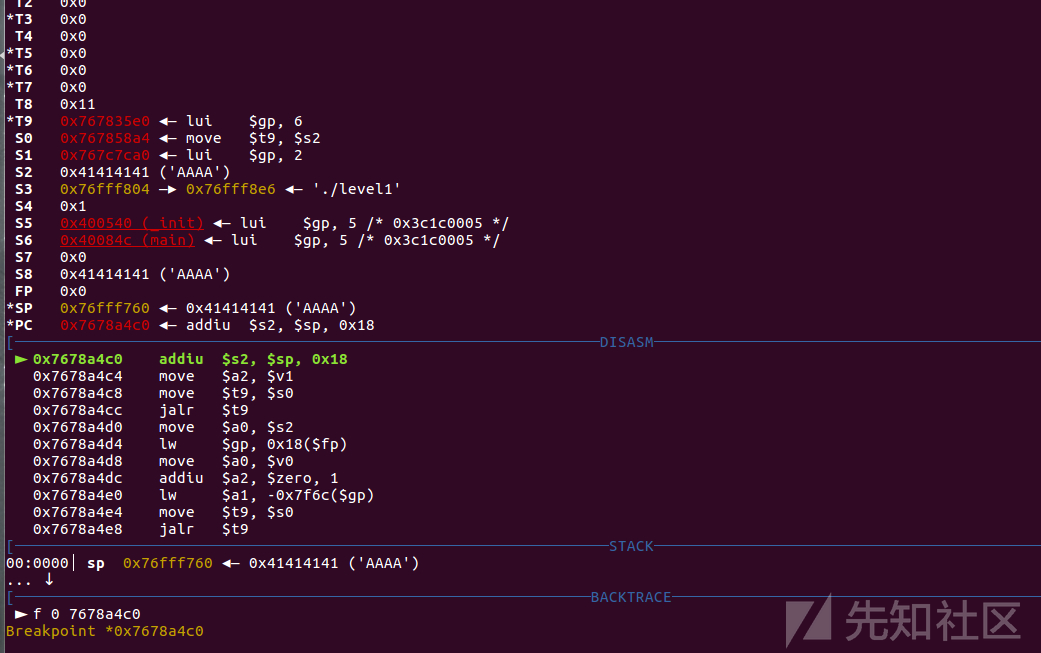 T2   0x0
*T3   0x0
T4   0x0
*T5   0x0
*T6   0x0
*T7   0x0
T8   0x11
*T9   0x767835e0 ◂— lui    $gp, 6
S0   0x767858a4 ◂— move   $t9, $s2
S1   0x767c7ca0 ◂— lui    $gp, 2
S2   0x41414141 ('AAAA')
S3   0x76fff804 —▸ 0x76fff8e6 ◂— './level1'
S4   0x1
S5   0x400540 (_init) ◂— lui    $gp, 5 /* 0x3c1c0005 */
S6   0x40084c (main) ◂— lui    $gp, 5 /* 0x3c1c0005 */
S7   0x0
S8   0x41414141 ('AAAA')
FP   0x0
*SP   0x76fff760 ◂— 0x41414141 ('AAAA')
*PC   0x7678a4c0 ◂— addiu  $s2, $sp, 0x18
[DISASM
► 0x7678a4c0    addiu  $s2, $sp, 0x18
0x7678a4c4    move   $a2, $v1
0x7678a4c8    move   $t9, $s0
0x7678a4cc    jalr   $t9
0x7678a4d0    move   $a0, $s2
0x7678a4d4    lw     $gp, 0x18($fp)
0x7678a4d8    move   $a0, $v0
0x7678a4dc    addiu  $a2, $zero, 1
0x7678a4e0    lw     $a1, -0x7f6c($gp)
0x7678a4e4    move   $t9, $s0
0x7678a4e8    jalr   $t9
[STACK
00:0000│ sp  0x76fff760 ◂— 0x41414141 ('AAAA')
... ↓
[BACKTRACE
► f 0 7678a4c0
Breakpoint *0x7678a4c0
先知社区